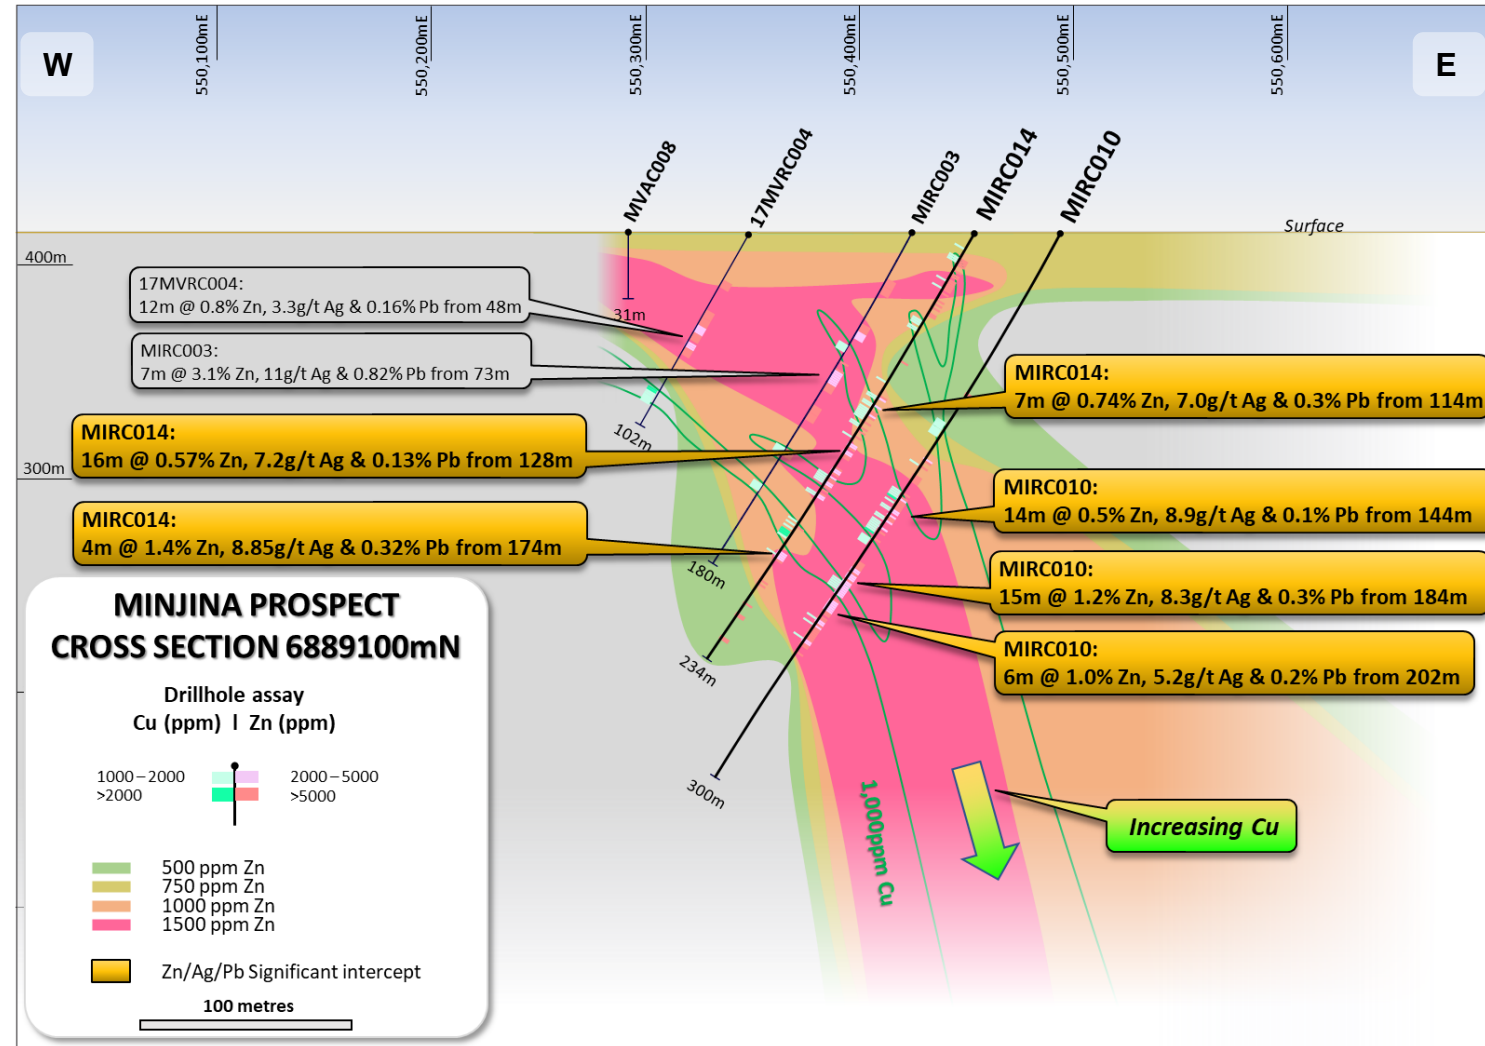 W
E
550,100mE
550,200mE
550,300mE
550,400mE
550,500mE
550,600mE
MVAC008
17MVRC004
MIRC003
MIRC014
MIRC010
Surface
400m
17MVRC004:
12m @ 0.8% Zn, 3.3g/t Ag & 0.16% Pb from 48m
31m
MIRC003:
7m @ 3.1% Zn, 11g/t Ag & 0.82% Pb from 73m
MIRC014:
7m @ 0.74% Zn, 7.0g/t Ag & 0.3% Pb from 114m
102m
MIRC014:
16m @ 0.57% Zn, 7.2g/t Ag & 0.13% Pb from 128m
300m
MIRC010:
14m @ 0.5% Zn, 8.9g/t Ag & 0.1% Pb from 144m
MIRC014:
4m @ 1.4% Zn, 8.85g/t Ag & 0.32% Pb from 174m
180m
MIRC010:
15m @ 1.2% Zn, 8.3g/t Ag & 0.3% Pb from 184m
MIRC010:
6m @ 1.0% Zn, 5.2g/t Ag & 0.2% Pb from 202m
234m
300m
1,000ppm Cu
Increasing Cu
MINJINA PROSPECT
CROSS SECTION 6889100mN
Drillhole assay
Cu (ppm) l Zn (ppm)
1000–2000
2000–5000
>2000
>5000
500 ppm Zn
750 ppm Zn
1000 ppm Zn
1500 ppm Zn
Zn/Ag/Pb Significant intercept
100 metres